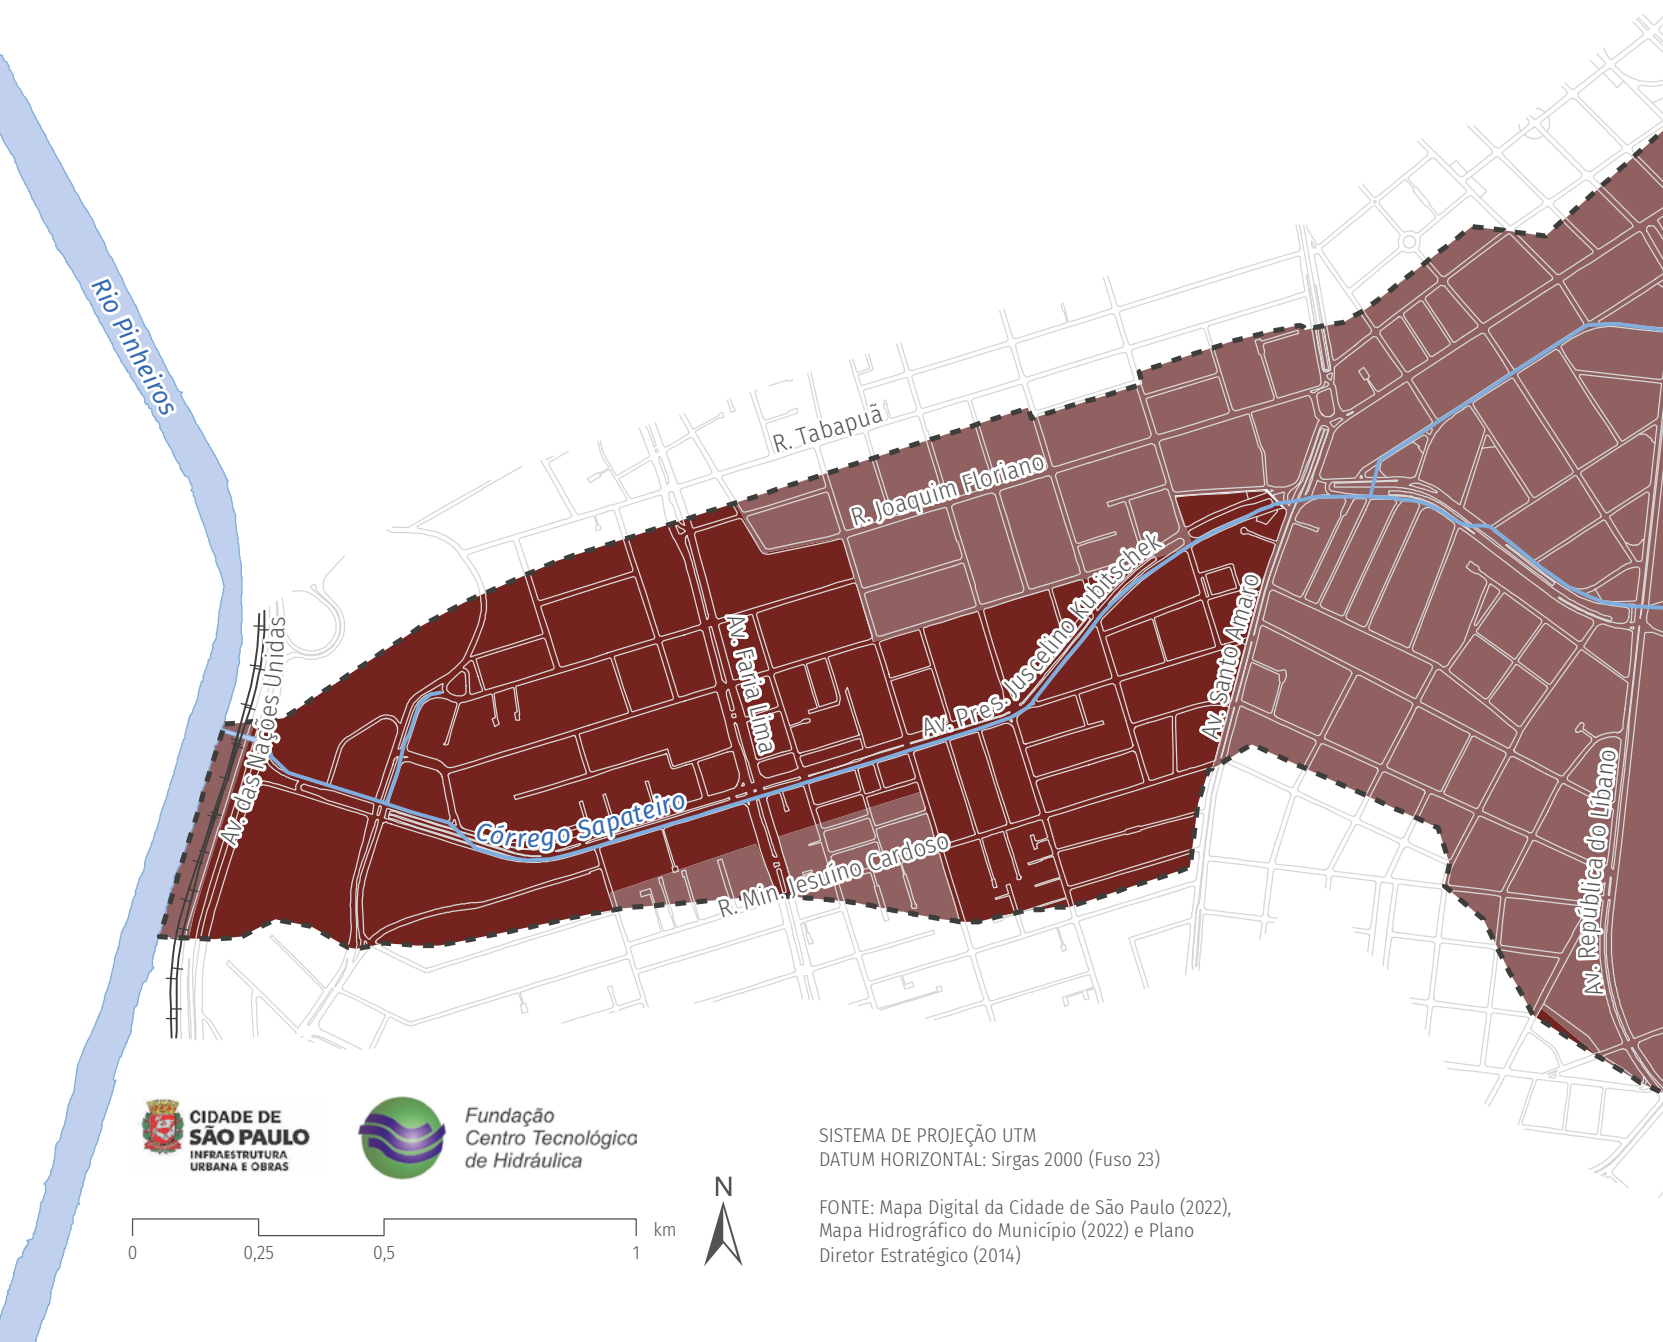 Rio Pinheiros
R. Tabapuã
R. Joaquim Floriano
Av. Pres. Juscelino Kubitschek
Av. Santo Amaro
Av. Faria Lima
Av. das Nações Unidas
Córrego Sapateiro
R. Min. Jesuíno Cardoso
Av. República do Líbano
CIDADE DE
SÃO PAULO
INFRAESTRUTURA
URBANA E OBRAS
Fundação
Centro Tecnológico
de Hidráulica
N
0
0,25
0,5
1
km
SISTEMA DE PROJEÇÃO UTM
DATUM HORIZONTAL: Sirgas 2000 (Fuso 23)
FONTE: Mapa Digital da Cidade de São Paulo (2022),
Mapa Hidrográfico do Município (2022) e Plano
Diretor Estratégico (2014)